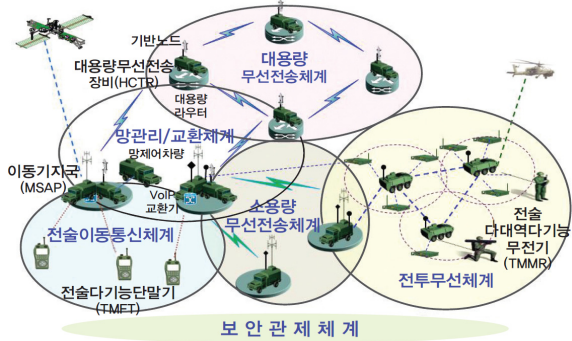 기반노드
대용량무선전송
장비(HCTR)
대용량
무선전송체계
대용량
라우터
망관리/교환체계
망제어차량
이동기지국
(MSAP)
VoIP
교환기
소용량
무선전송체계
전술이동통신체계
전술다기능단말기
(TMFT)
전술
다대역다기능
무전기
(TMMR)
전투무선체계
보안관제체계